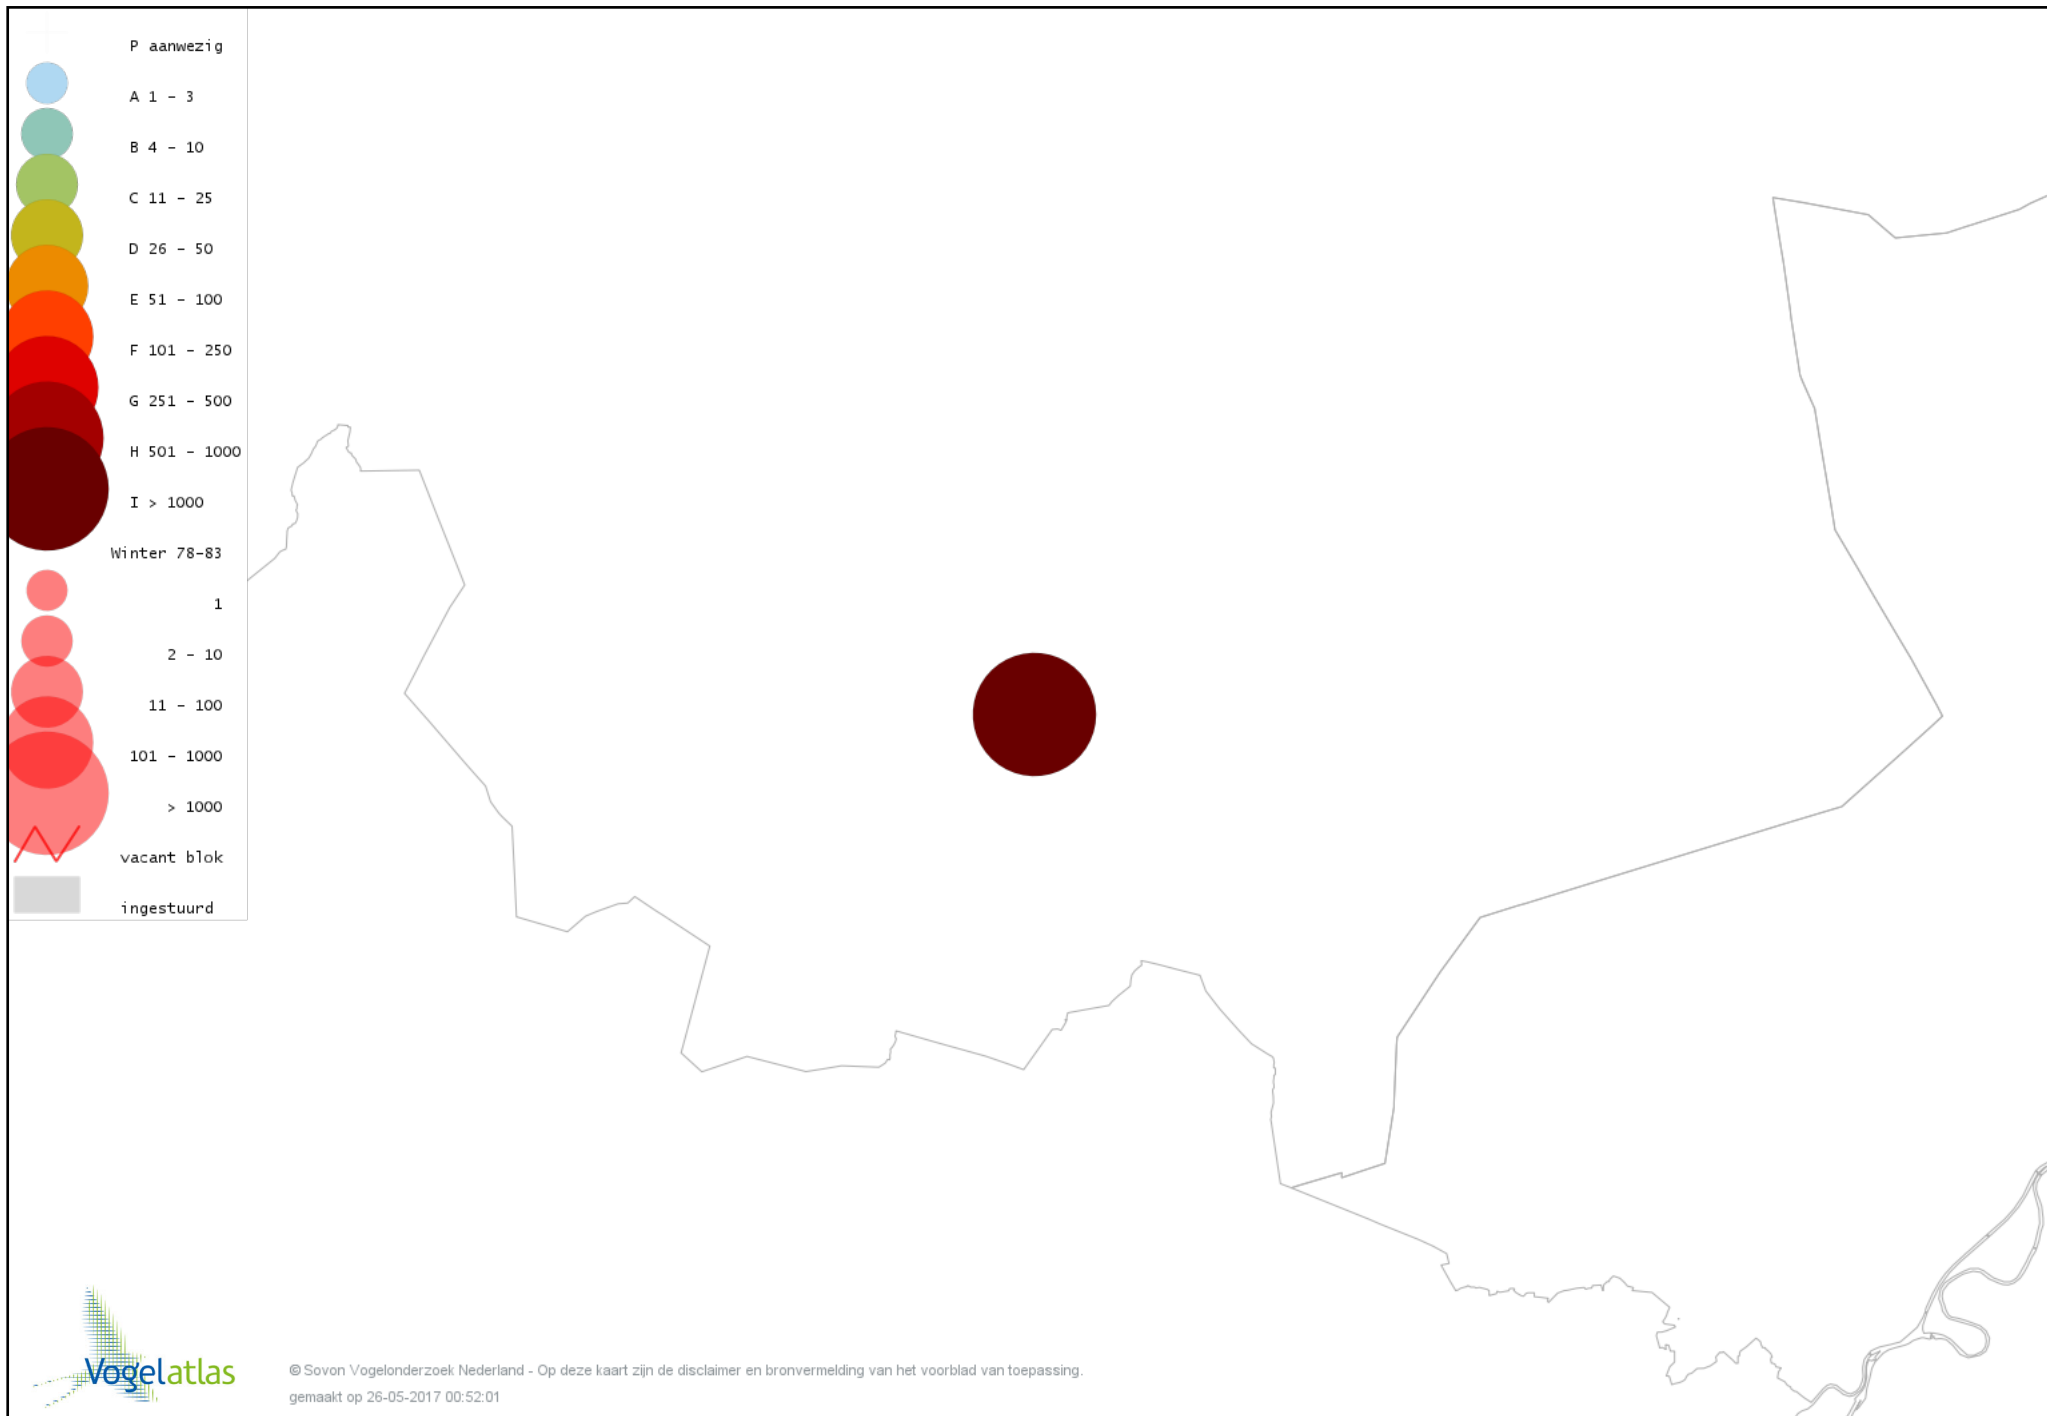 P aanwezig
A 1 - 3
B 4 - 10
C 11 - 25
D 26 - 50
E 51 - 100
F 101 - 250
G 251 - 500
H 501 - 1000
I > 1000
Winter 78-83
1
2 - 10
11 - 100
101 - 1000
> 1000
vacant blok
ingestuurd
Vogelatlas
© Sovon Vogelonderzoek Nederland - Op deze kaart zijn de disclaimer en bronvermelding van het voorblad van toepassing.
gemaakt op 26-05-2017 00:52:01